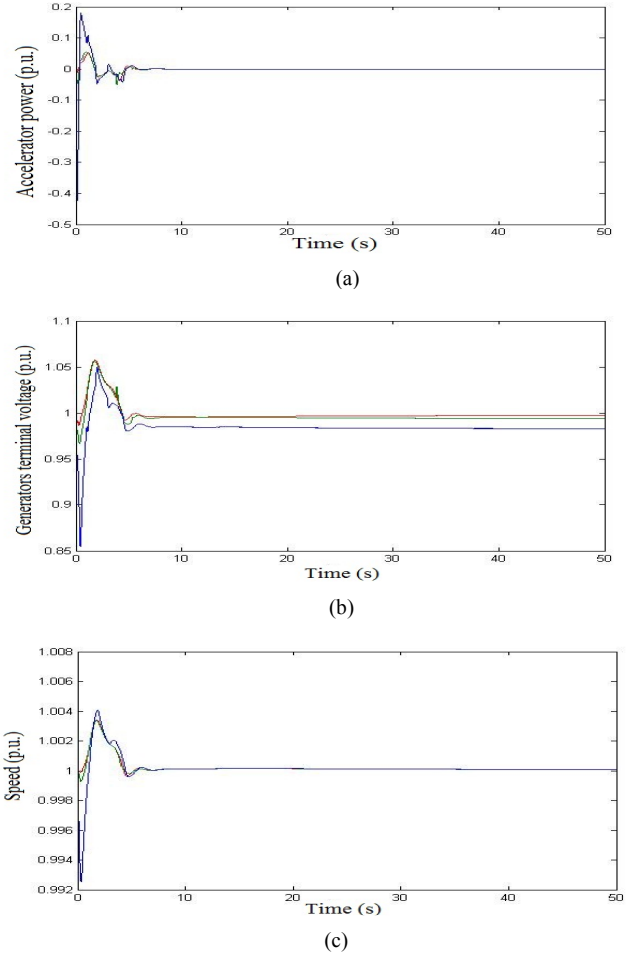 0.2
0.1
0
-0.1
-0.2
-0.3
-0.4
-0.5
0 10 20 30 40 50
Accelerator power (p.u.)
Time (s)
(a)
1.1
1.05
1
0.95
0.9
0.85
0 10 20 30 40 50
Generators terminal voltage (p.u.)
Time (s)
(b)
1.008
1.006
1.004
1.002
1
0.998
0.996
0.994
0.992
0 10 20 30 40 50
Speed (p.u.)
Time (s)
(c)